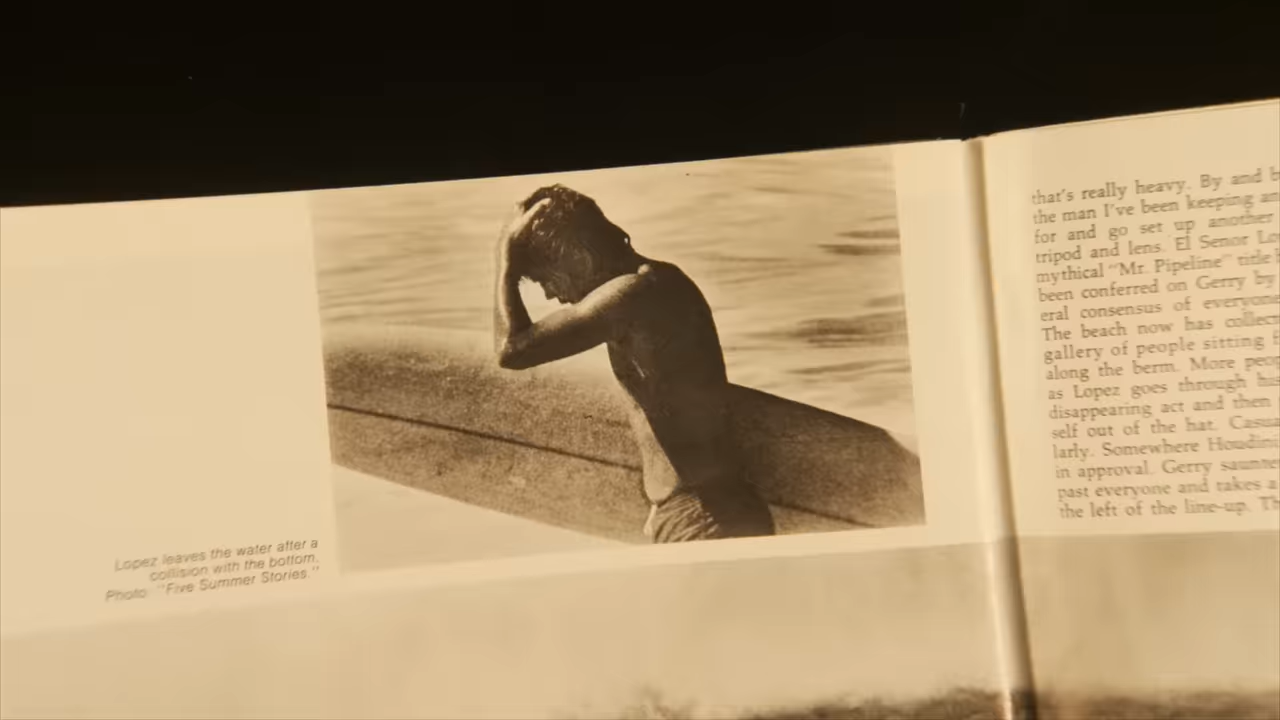 Lopez leaves the water after a
collision with the bottom.
Photo: "Five Summer Stories."
that's really heavy. By and
the man I've been keeping
for and go set up another
tripod and lens. El Senor
mythical "Mr. Pipeline" title
been conferred on Gerry by
eral consensus of everyone
The beach now has
gallery of people sitting
along the berm. More
as Lopez goes through
disappearing act and then
self out of the hat.
larly. Somewhere
in approval. Gerry
past everyone and takes a
the left of the line-up.